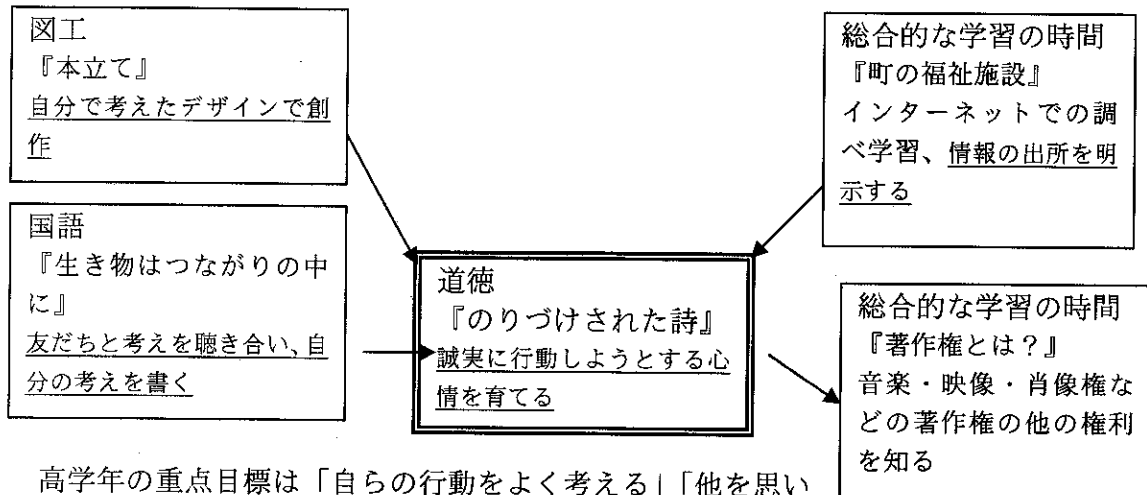 図工
『本立て』
自分で考えたデザインで創
作
国語
『生き物はつながりの中
に』
友だちと考えを聴き合い、自
分の考えを書く
道徳
『のりづけされた詩』
誠実に行動しようとする心
情を育てる
総合的な学習の時間
『町の福祉施設』
インターネットでの調
べ学習、情報の出所を明
示する
総合的な学習の時間
『著作権とは？』
音楽・映像・肖像権な
どの著作権の他の権利
を知る
高学年の重点目標は「自らの行動をよく考える」「他を思い